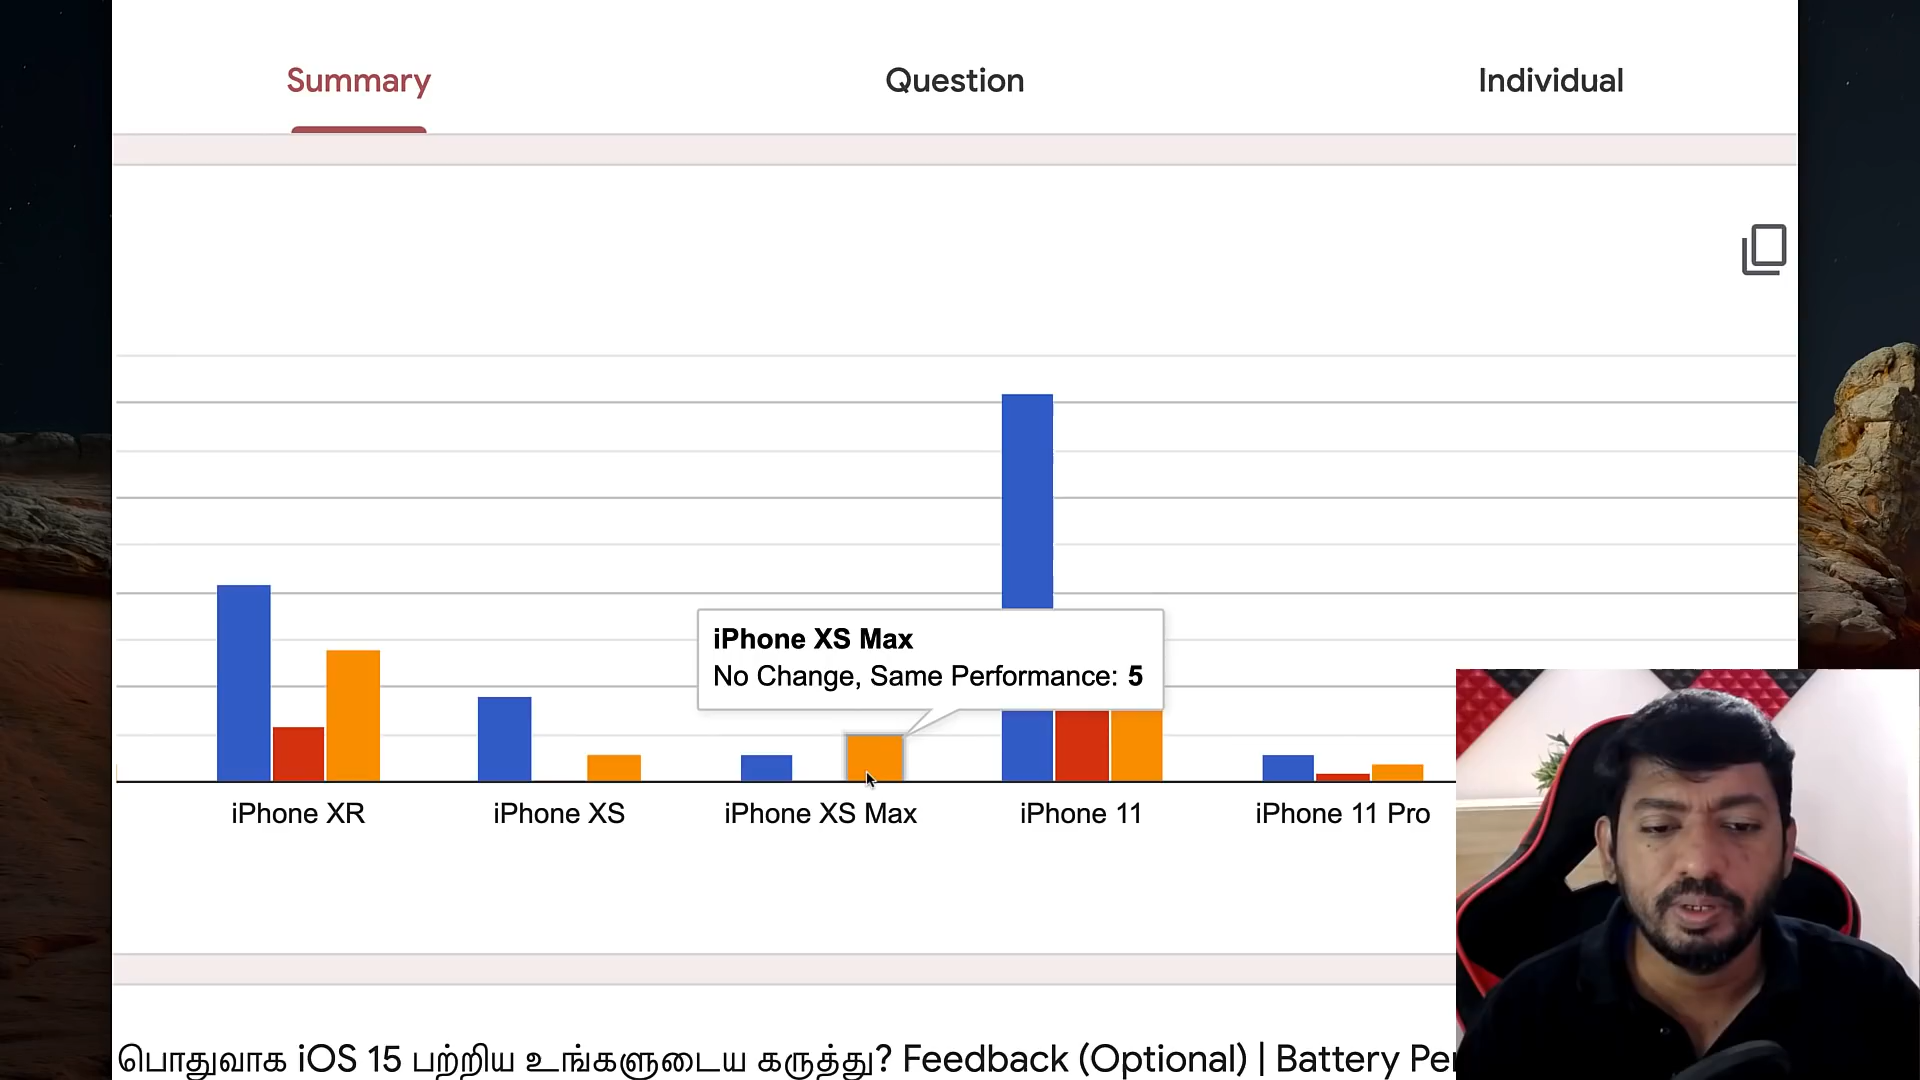 Summary Question Individual
iPhone XS Max
No Change, Same Performance: 5
iPhone XR iPhone XS iPhone XS Max iPhone 11 iPhone 11 Pro
பொதுவாக iOS 15 பற்றிய உங்களுடைய கருத்து? Feedback (Optional) | Battery Pe